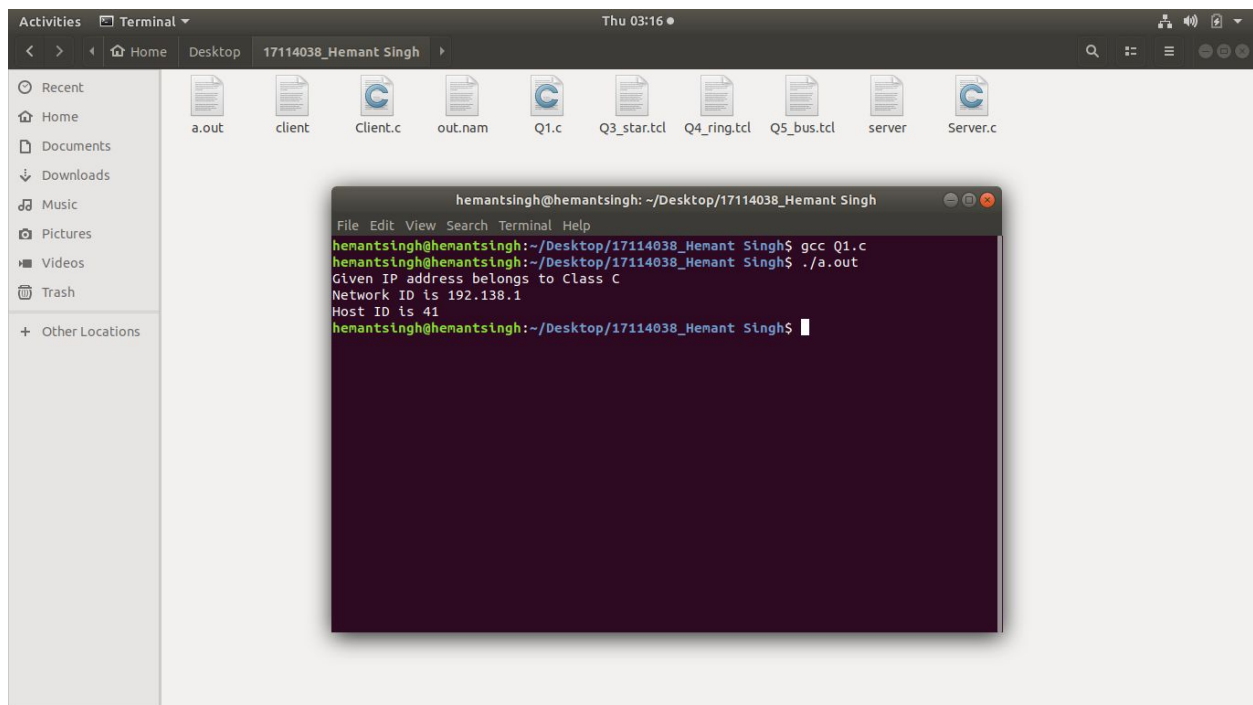 Activities Terminal Thu 03:16
Home Desktop 17114038_Hemant Singh
Recent
Home
Documents
Downloads
Music
Pictures
Videos
Trash
+ Other Locations
a.out client Client.c out.nam Q1.c Q3_star.tcl Q4_ring.tcl Q5_bus.tcl server Server.c
hemantsingh@hemantsingh: ~/Desktop/17114038_Hemant Singh
File Edit View Search Terminal Help
hemantsingh@hemantsingh:~/Desktop/17114038_Hemant Singh$ gcc Q1.c
hemantsingh@hemantsingh:~/Desktop/17114038_Hemant Singh$ ./a.out
Given IP address belongs to Class C
Network ID is 192.138.1
Host ID is 41
hemantsingh@hemantsingh:~/Desktop/17114038_Hemant Singh$